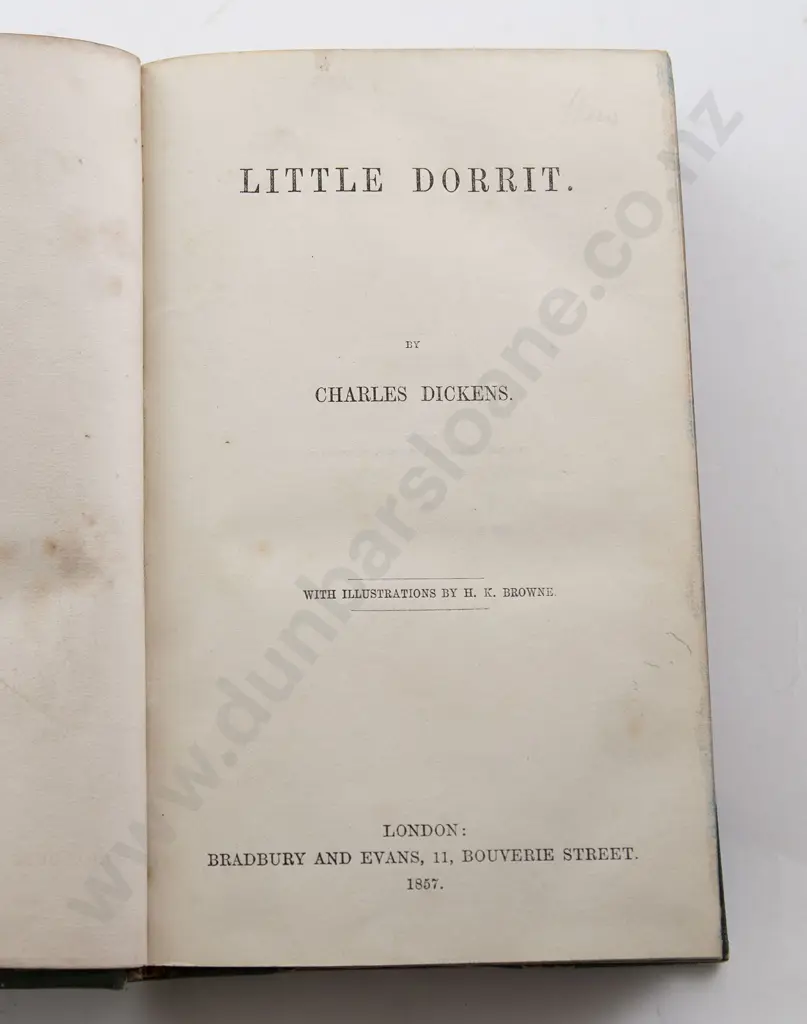 LITTLE DORRIT.
BY
CHARLES DICKENS.
WITH ILLUSTRATIONS BY H. K. BROWNE.
LONDON:
BRADBURY AND EVANS, 11, BOUVERIE STREET.
1857.
www.dunbarsloane.co.nz